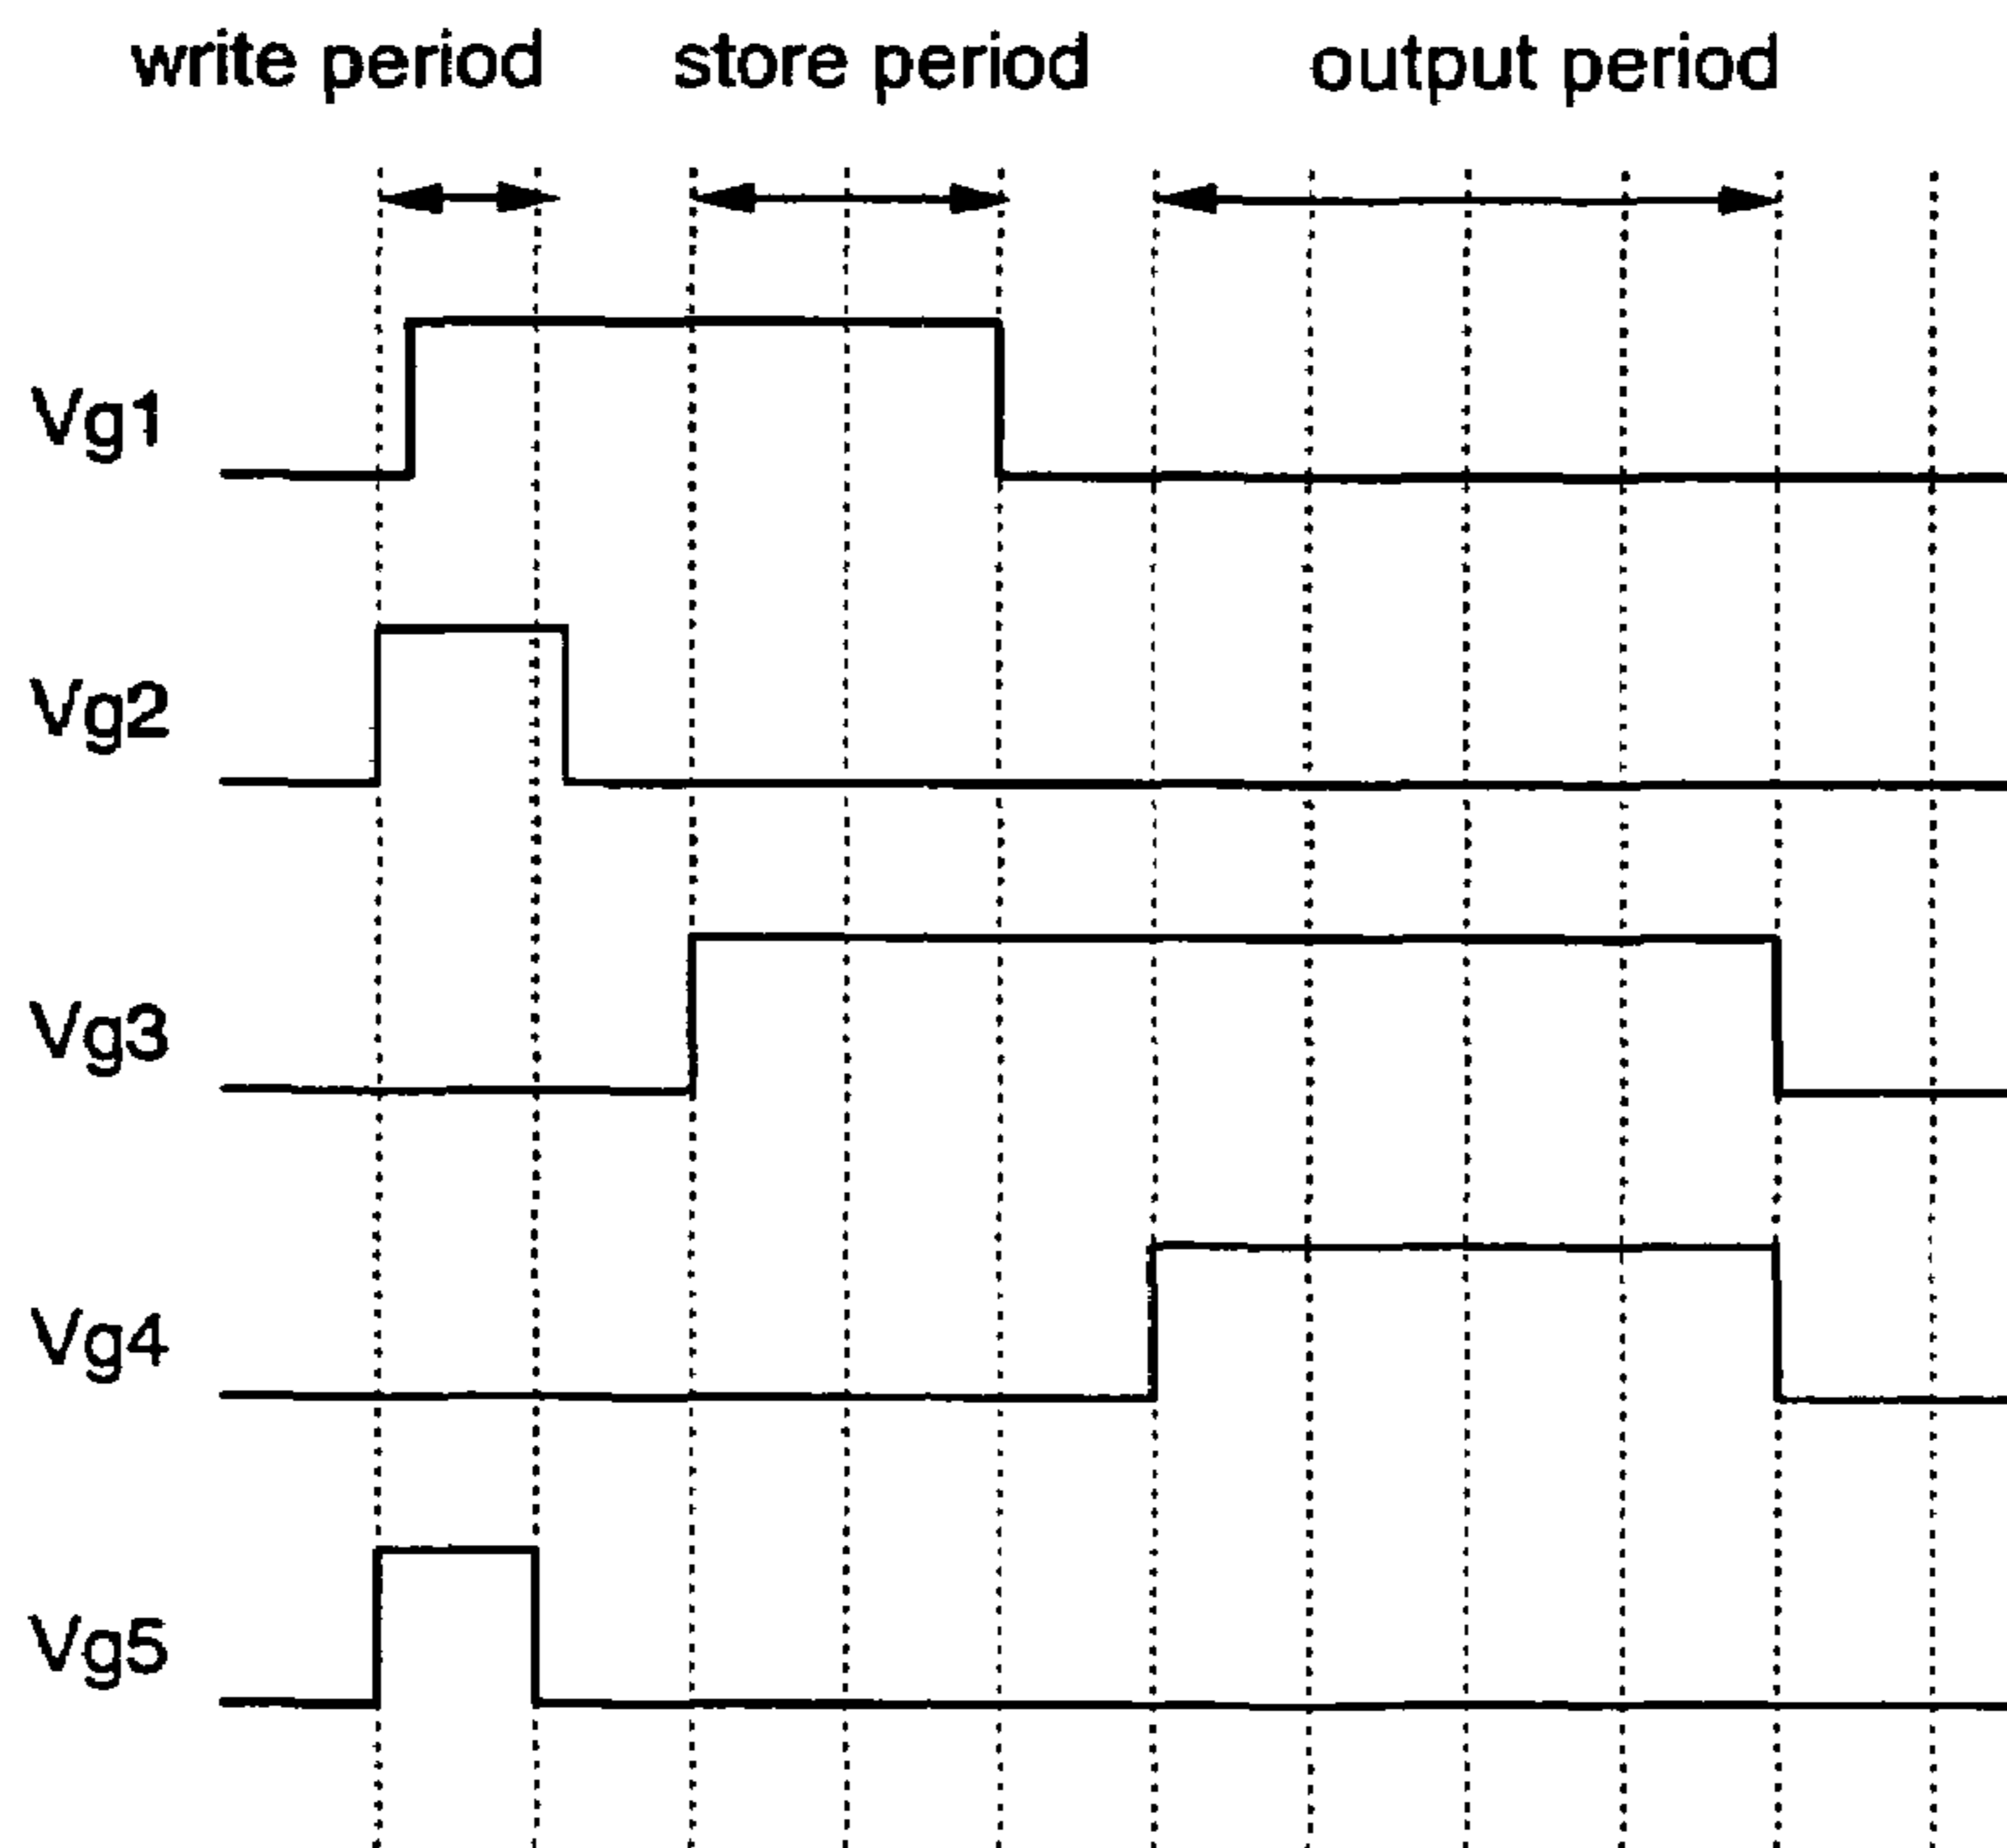 write period store period output period
Vg1
Vg2
Vg3
Vg4
Vg5